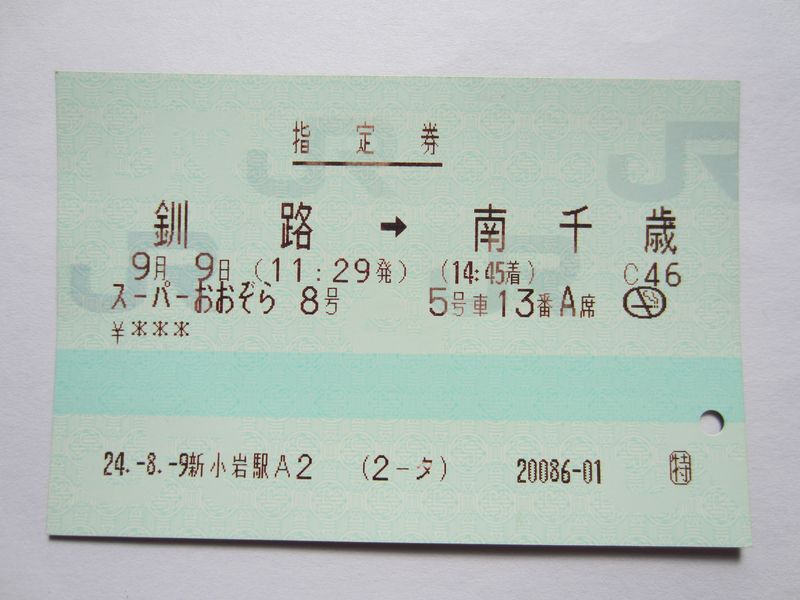 指定券
釧路 → 南千歳
9月 9日 (11:29発) (14:45着) C46
スーパーおおぞら 8号 5号車13番A席
¥***
24.-8.-9新小岩駅A2 (2-タ) 20086-01 ㊕